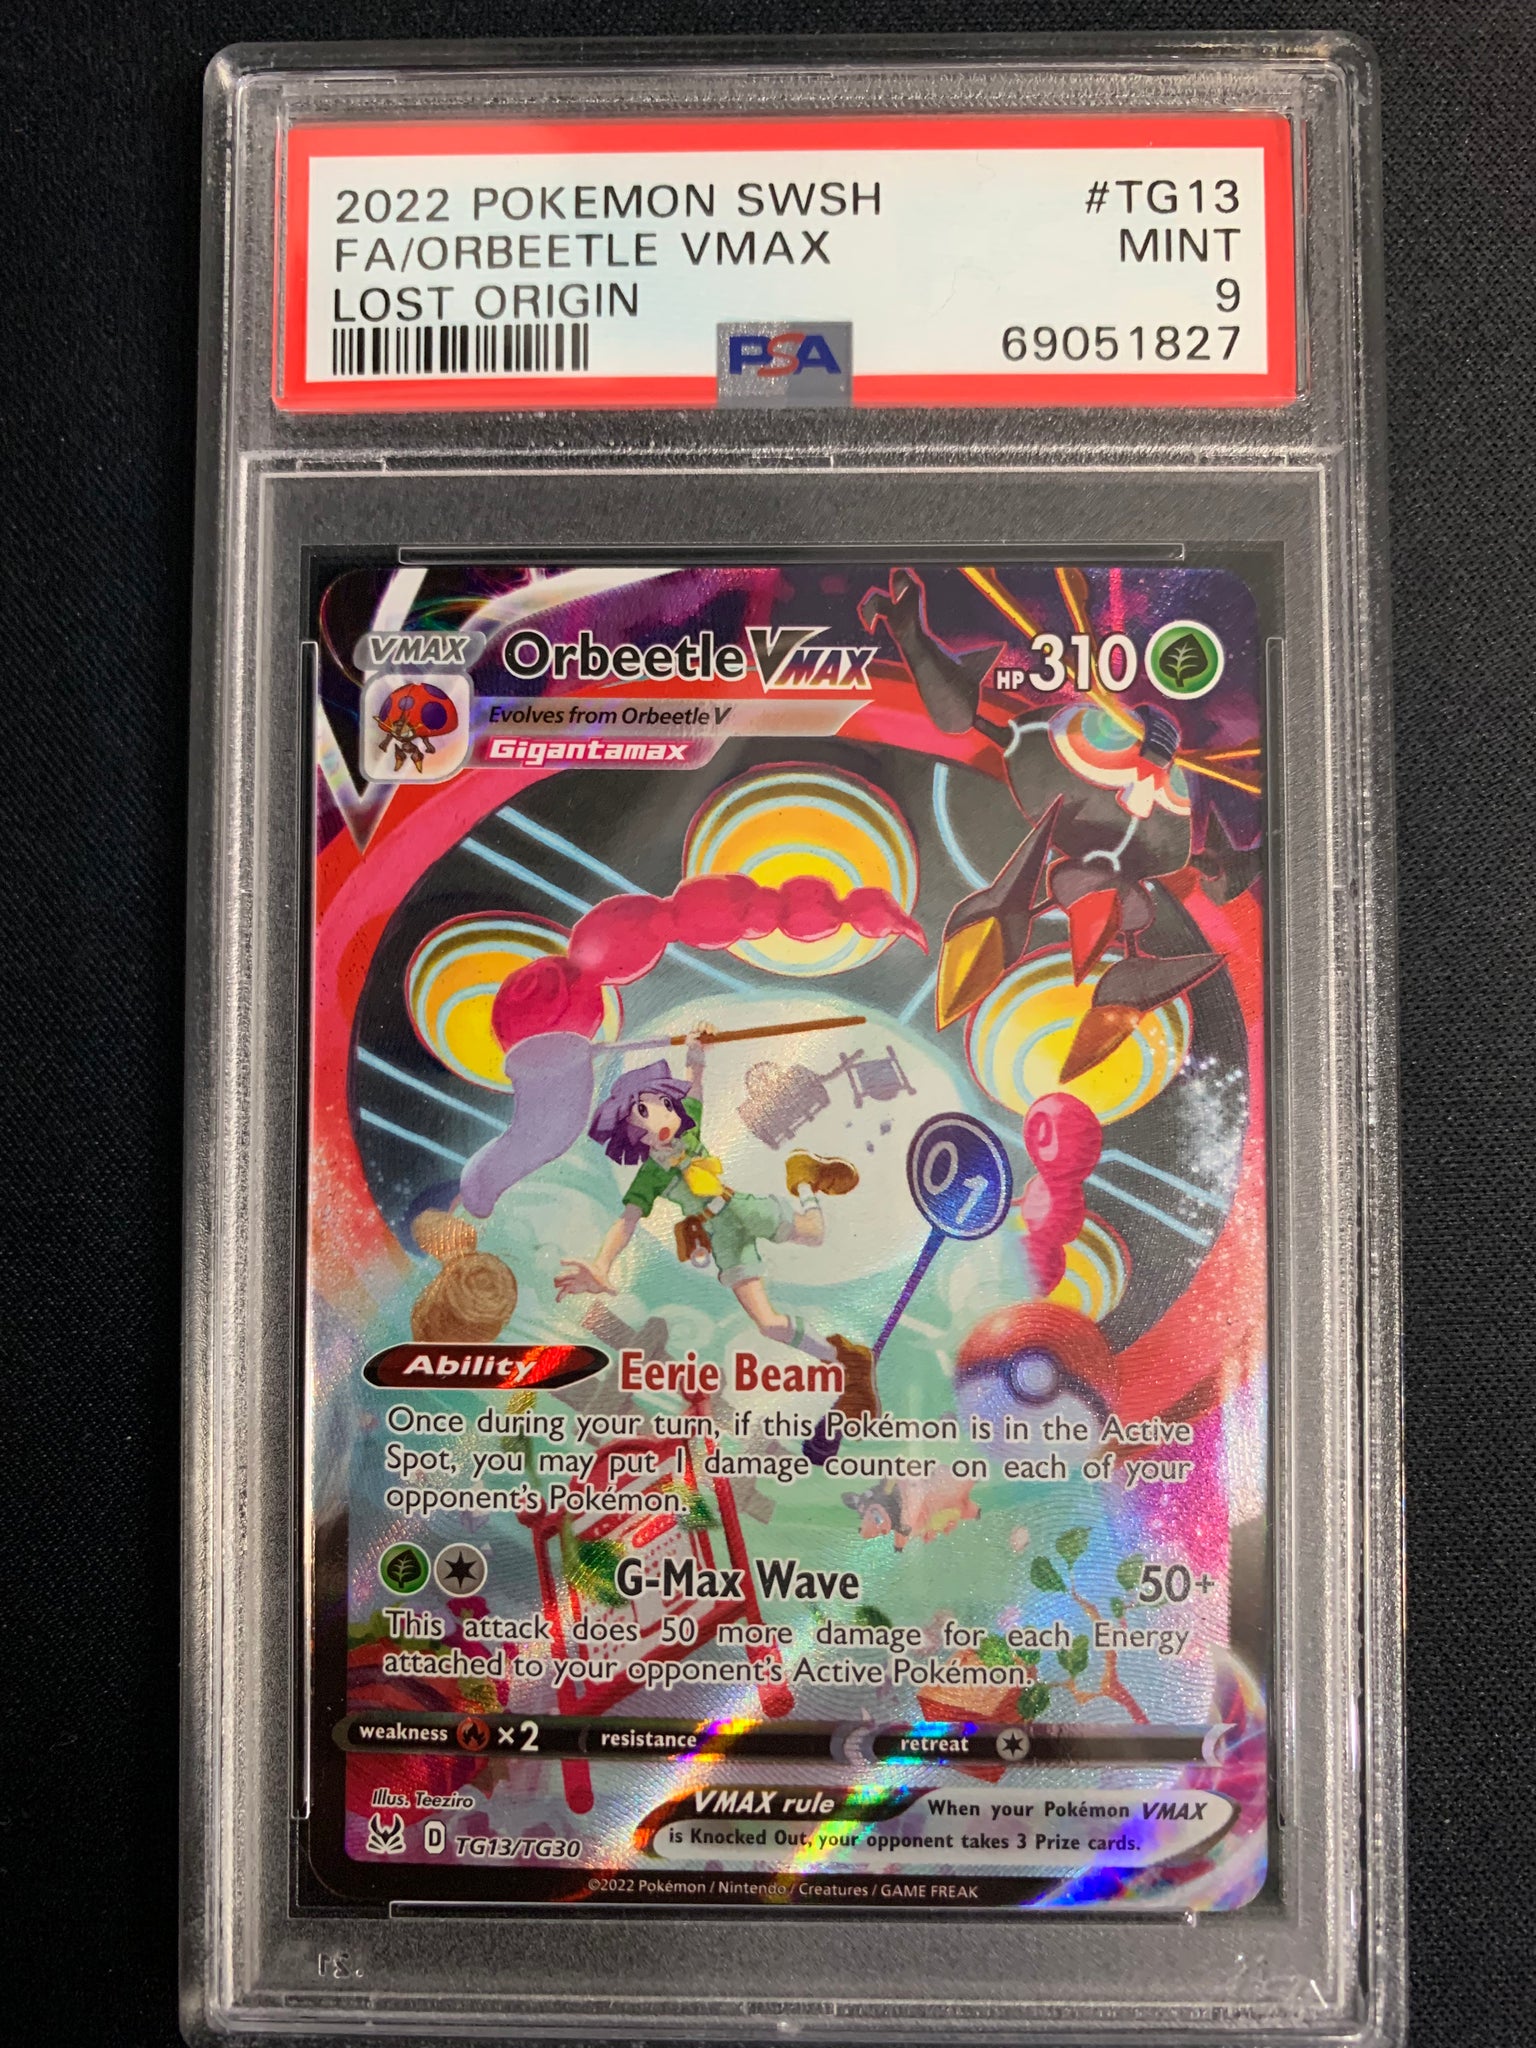 2022 POKEMON SWSH #TG13
FA/ORBEETLE VMAX MINT
LOST ORIGIN 9
PSA 69051827
VMAX Orbeetle VMAX HP 310
Evolves from Orbeetle V
Gigantamax
01
Ability Eerie Beam
Once during your turn, if this Pokémon is in the Active
Spot, you may put 1 damage counter on each of your
opponent's Pokémon.
G-Max Wave 50+
This attack does 50 more damage for each Energy
attached to your opponent's Active Pokémon.
weakness ×2 resistance retreat
Illus. Teeziro
VMAX rule When your Pokémon VMAX
is Knocked Out, your opponent takes 3 Prize cards.
D TG13/TG30
©2022 Pokémon / Nintendo / Creatures / GAME FREAK